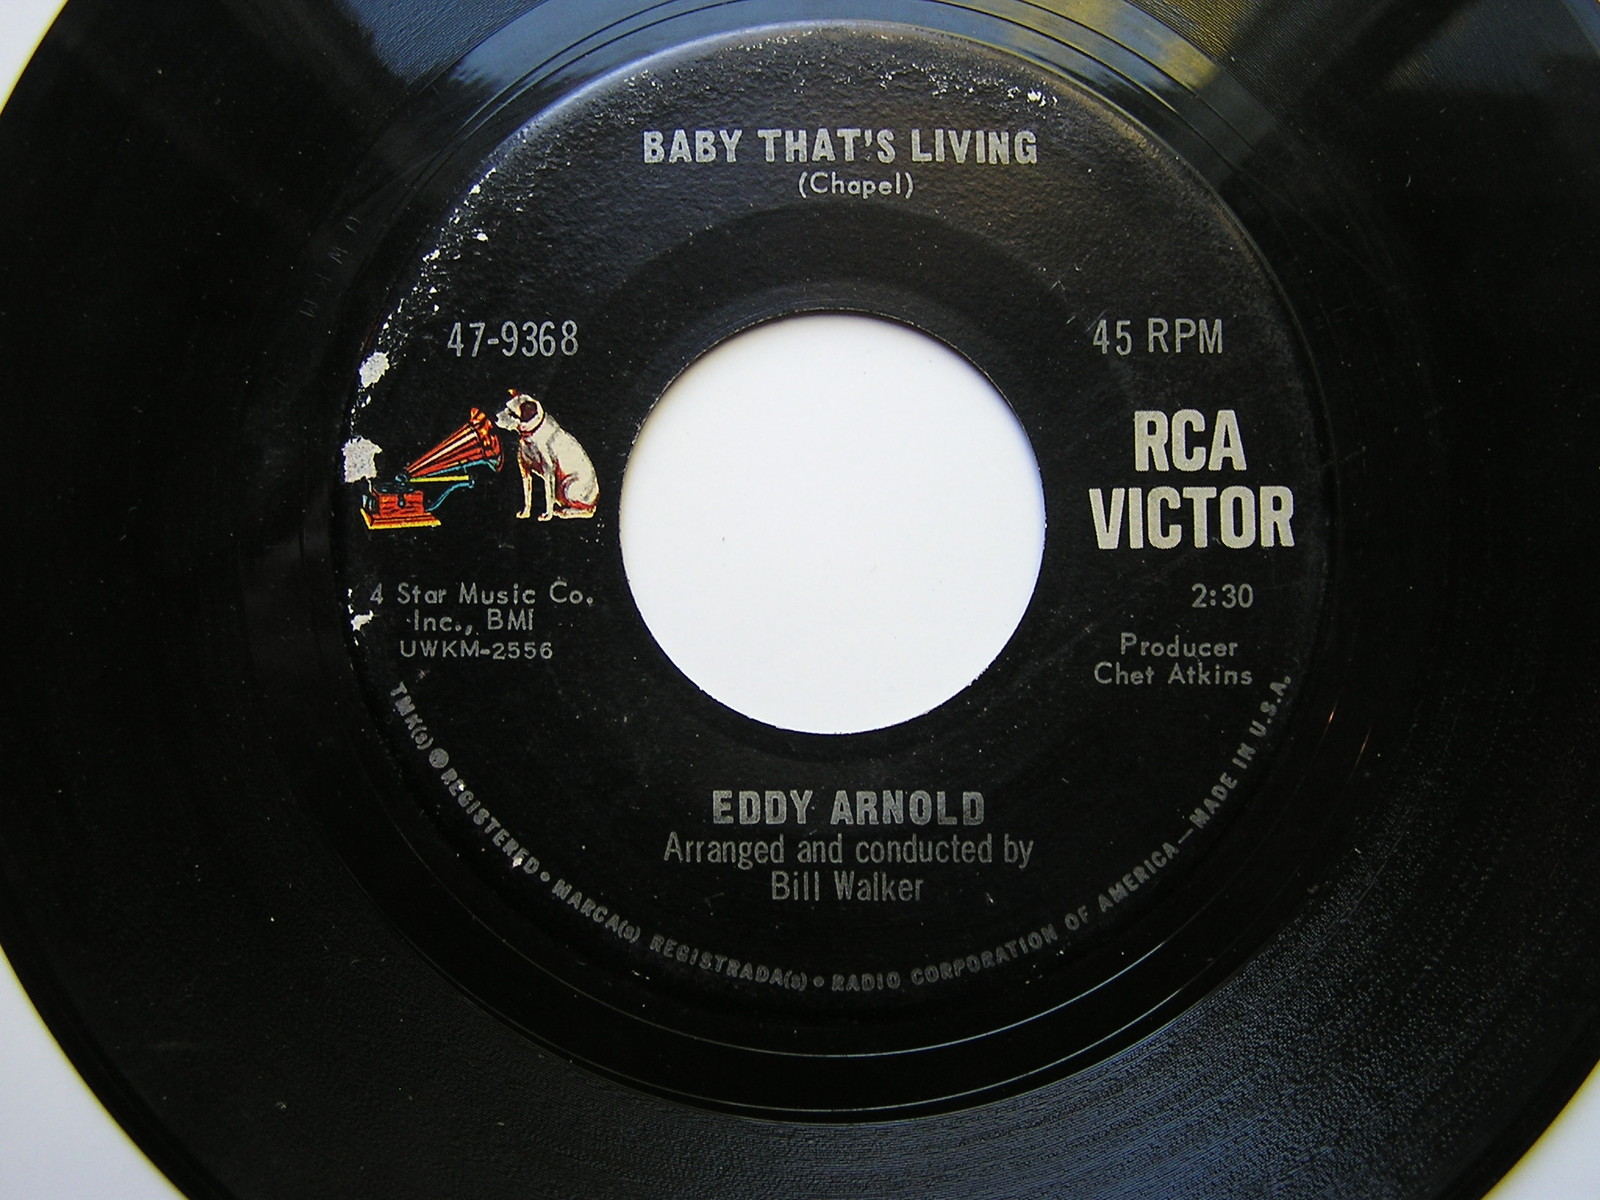 BABY THAT'S LIVING
(Chapel)
47-9368
45 RPM
RCA
VICTOR
4 Star Music Co.
Inc., BMI
UWKM-2556
2:30
Producer
Chet Atkins
EDDY ARNOLD
Arranged and conducted by
Bill Walker
TMK(s) ® REGISTERED • MARCA(s) REGISTRADA(s) • RADIO CORPORATION OF AMERICA—MADE IN U.S.A.